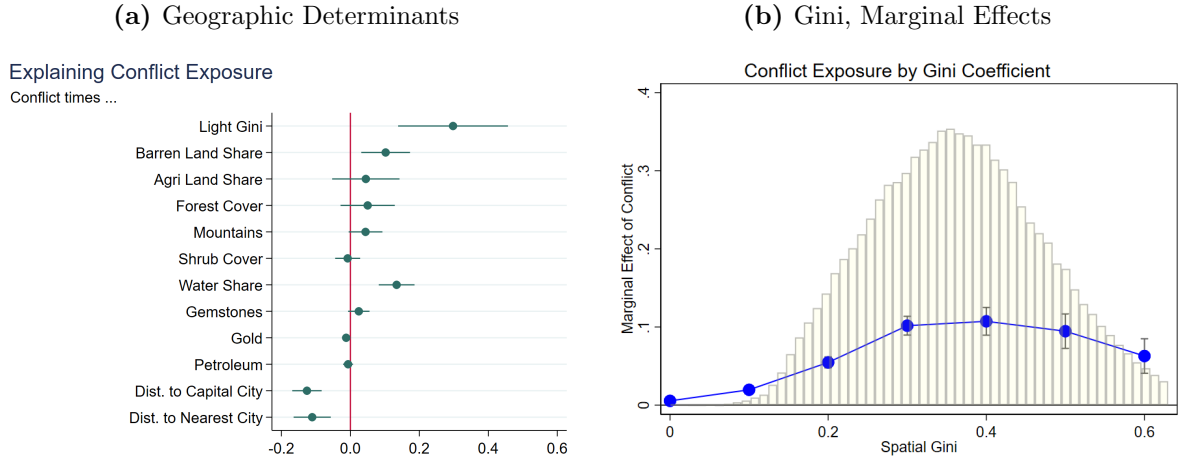 (a) Geographic Determinants
Explaining Conflict Exposure
Conflict times ...
Light Gini
Barren Land Share
Agri Land Share
Forest Cover
Mountains
Shrub Cover
Water Share
Gemstones
Gold
Petroleum
Dist. to Capital City
Dist. to Nearest City
-0.2 0.0 0.2 0.4 0.6
(b) Gini, Marginal Effects
Conflict Exposure by Gini Coefficient
Marginal Effect of Conflict
.4
.3
.2
.1
0
0 0.2 0.4 0.6
Spatial Gini